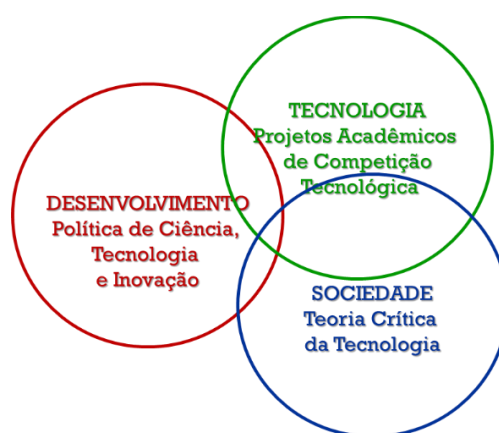 TECNOLOGIA
Projetos Acadêmicos
de Competição
Tecnológica
DESENVOLVIMENTO
Política de Ciência,
Tecnologia
e Inovação
SOCIEDADE
Teoria Crítica
da Tecnologia